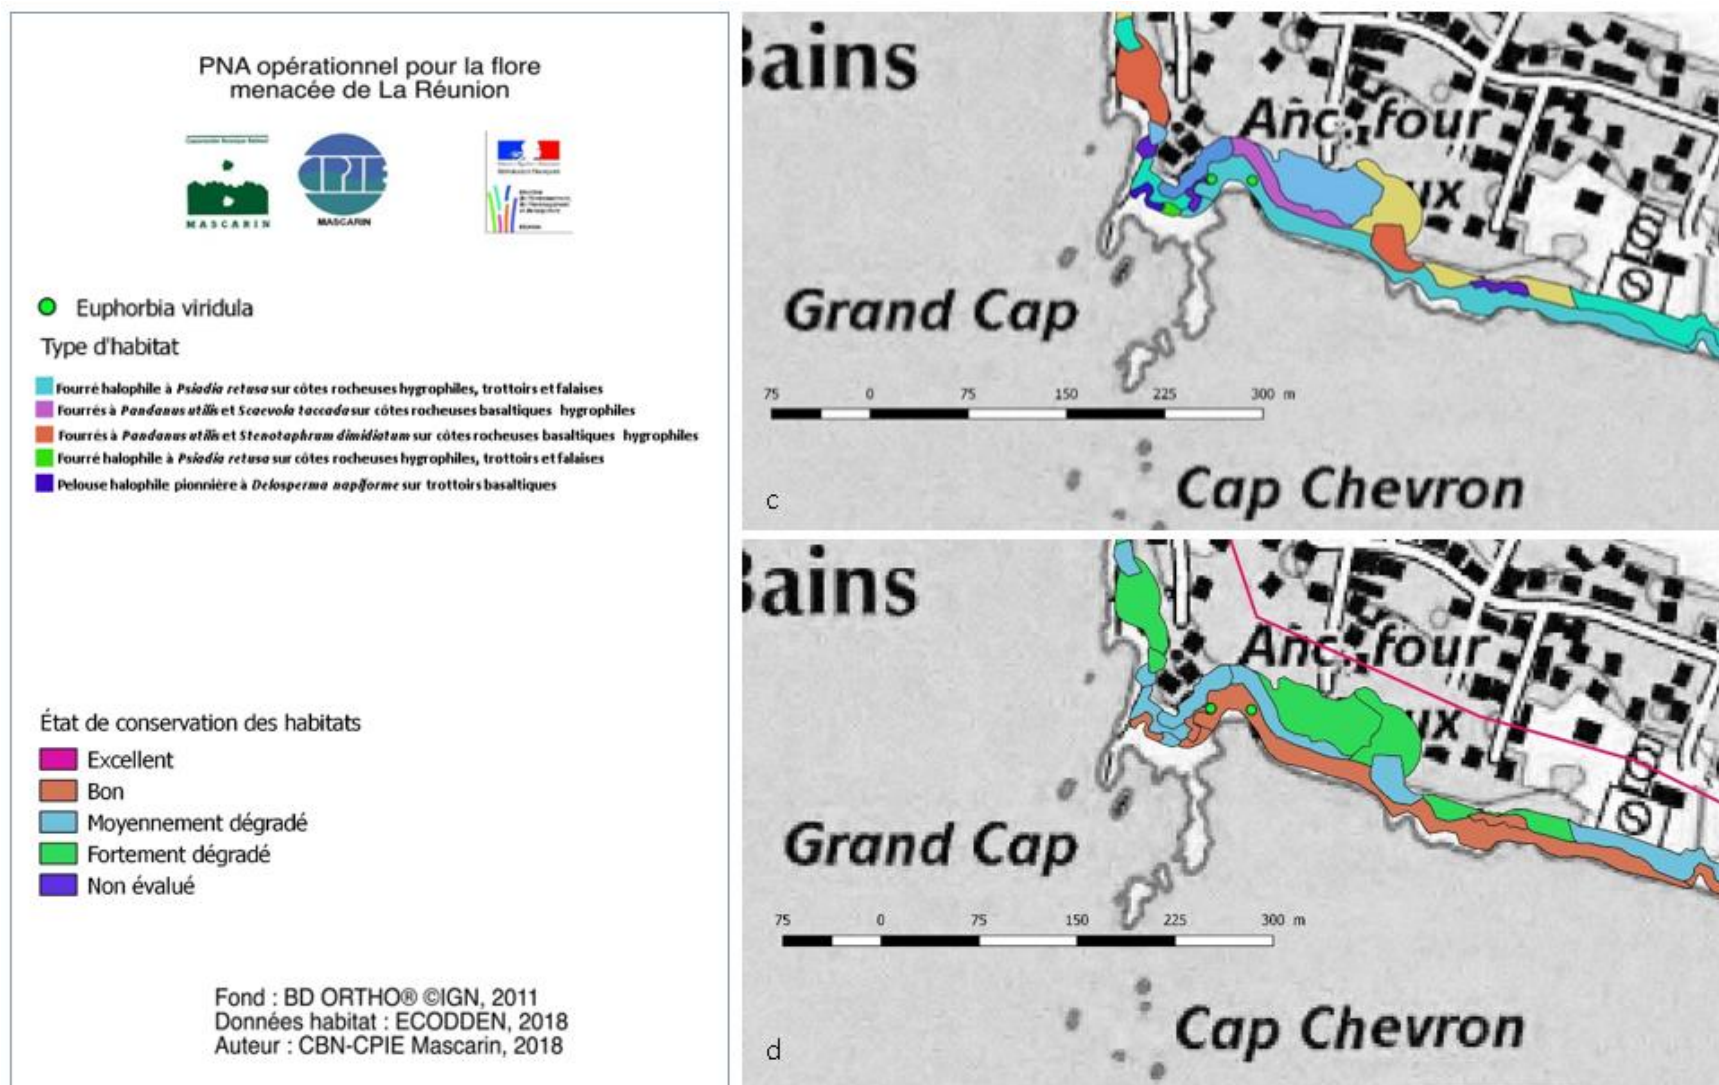 PNA opérationnel pour la flore
menacée de La Réunion
MASCARIN
CPIE
MASCARIN
Euphorbia viridula
Type d'habitat
Fourré halophile à Psiadia retusa sur côtes rocheuses hygrophiles, trottoirs et falaises
Fourrés à Pandanus utilis et Scaevola taccada sur côtes rocheuses basaltiques hygrophiles
Fourrés à Pandanus utilis et Stenotaphrum dimidiatum sur côtes rocheuses basaltiques hygrophiles
Fourré halophile à Psiadia retusa sur côtes rocheuses hygrophiles, trottoirs et falaises
Pelouse halophile pionnière à Delosperma napiforme sur trottoirs basaltiques
État de conservation des habitats
Excellent
Bon
Moyennement dégradé
Fortement dégradé
Non évalué
Fond : BD ORTHO® ©IGN, 2011
Données habitat : ECODDEN, 2018
Auteur : CBN-CPIE Mascarin, 2018
Bains
Anc. four
ux
Grand Cap
75 0 75 150 225 300 m
Cap Chevron
c
Bains
Anc. four
ux
Grand Cap
75 0 75 150 225 300 m
Cap Chevron
d